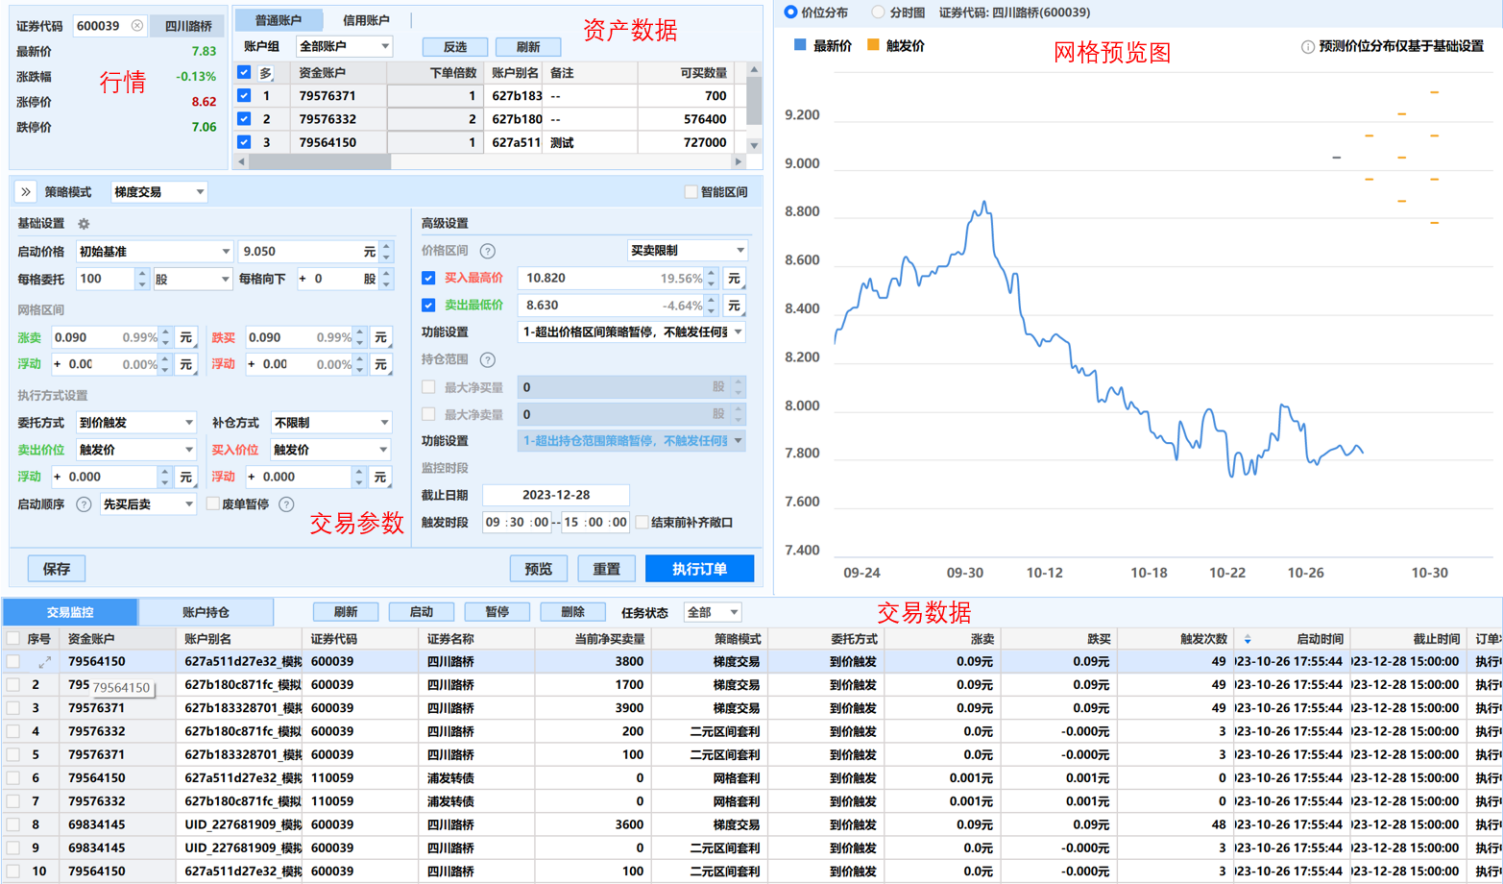 证券代码 600039 四川路桥
最新价 7.83
涨跌幅 -0.13%
涨停价 8.62
跌停价 7.06
行情
普通账户 信用账户
账户组 全部账户 反选 刷新
资产数据
多 资金账户 下单倍数 账户别名 备注 可买数量
1 79576371 1 627b183 -- 700
2 79576332 2 627b180 -- 576400
3 79564150 1 627a511 测试 727000
策略模式 梯度交易 智能区间
基础设置
启动价格 初始基准 9.050 元
每格委托 100 股 每格向下 + 0 股
网格区间
涨卖 0.090 0.99% 元 跌买 0.090 0.99% 元
浮动 + 0.00 0.00% 元 浮动 + 0.00 0.00% 元
执行方式设置
委托方式 到价触发 补仓方式 不限制
卖出价位 触发价 买入价位 触发价
浮动 + 0.000 元 浮动 + 0.000 元
启动顺序 ? 先买后卖 废单暂停 ?
交易参数
高级设置
价格区间 ? 买卖限制
买入最高价 10.820 19.56% 元
卖出最低价 8.630 -4.64% 元
功能设置 1-超出价格区间策略暂停，不触发任何
持仓范围 ?
最大净买量 0 股
最大净卖量 0 股
功能设置 1-超出持仓范围策略暂停，不触发任何
监控时段
截止日期 2023-12-28
触发时段 09 :30 :00 -- 15 :00 :00 结束前补齐敞口
保存 预览 重置 执行订单
价位分布 分时图 证券代码: 四川路桥(600039)
最新价 触发价 预测价位分布仅基于基础设置
网格预览图
9.200
9.000
8.800
8.600
8.400
8.200
8.000
7.800
7.600
7.400
09-24 09-30 10-12 10-18 10-22 10-26 10-30
交易监控 账户持仓 刷新 启动 暂停 删除 任务状态 全部
交易数据
序号 资金账户 账户别名 证券代码 证券名称 当前净买卖量 策略模式 委托方式 涨卖 跌买 触发次数 启动时间 截止时间
79564150 627a511d27e32_模拟 600039 四川路桥 3800 梯度交易 到价触发 0.09元 0.09元 49 23-10-26 17:55:44 23-12-28 15:00:00
2 795 627b180c871fc_模拟 600039 四川路桥 1700 梯度交易 到价触发 0.09元 0.09元 49 23-10-26 17:55:44 23-12-28 15:00:00
79564150
3 79576371 627b183328701_模拟 600039 四川路桥 3900 梯度交易 到价触发 0.09元 0.09元 49 23-10-26 17:55:44 23-12-28 15:00:00
4 79576332 627b180c871fc_模拟 600039 四川路桥 200 二元区间套利 到价触发 0.0元 -0.000元 3 23-10-26 17:55:44 23-12-28 15:00:00
5 79576371 627b183328701_模拟 600039 四川路桥 100 二元区间套利 到价触发 0.0元 -0.000元 3 23-10-26 17:55:44 23-12-28 15:00:00
6 79564150 627a511d27e32_模拟 110059 浦发转债 0 网格套利 到价触发 0.001元 0.001元 0 23-10-26 17:55:44 23-12-28 15:00:00
7 79576332 627b180c871fc_模拟 110059 浦发转债 0 网格套利 到价触发 0.001元 0.001元 0 23-10-26 17:55:44 23-12-28 15:00:00
8 69834145 UID_227681909_模拟 600039 四川路桥 3600 梯度交易 到价触发 0.09元 0.09元 48 23-10-26 17:55:44 23-12-28 15:00:00
9 69834145 UID_227681909_模拟 600039 四川路桥 0 二元区间套利 到价触发 0.0元 -0.000元 3 23-10-26 17:55:44 23-12-28 15:00:00
10 79564150 627a511d27e32_模拟 600039 四川路桥 100 二元区间套利 到价触发 0.0元 -0.000元 3 23-10-26 17:55:44 23-12-28 15:00:00